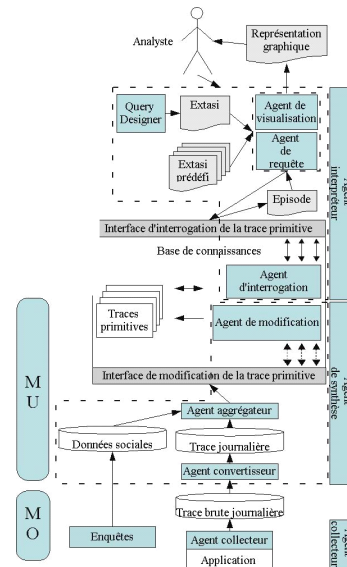 Représentation
graphique
Analyste
Query
Designer
Extasi
Agent de
visualisation
Agent
de
requête
Extasi
prédéfi
Episode
Agent
interpréteur
Interface d'interrogation de la trace primitive
Base de connaissances
Agent
d'interrogation
Traces
primitives
Agent de modification
Interface de modification de la trace primitive
Agent
de synthèse
M
U
Agent aggrégateur
Données sociales
Trace journalière
Agent convertisseur
M
O
Trace brute journalière
Enquêtes
Agent collecteur
Application
Agent
collecteur